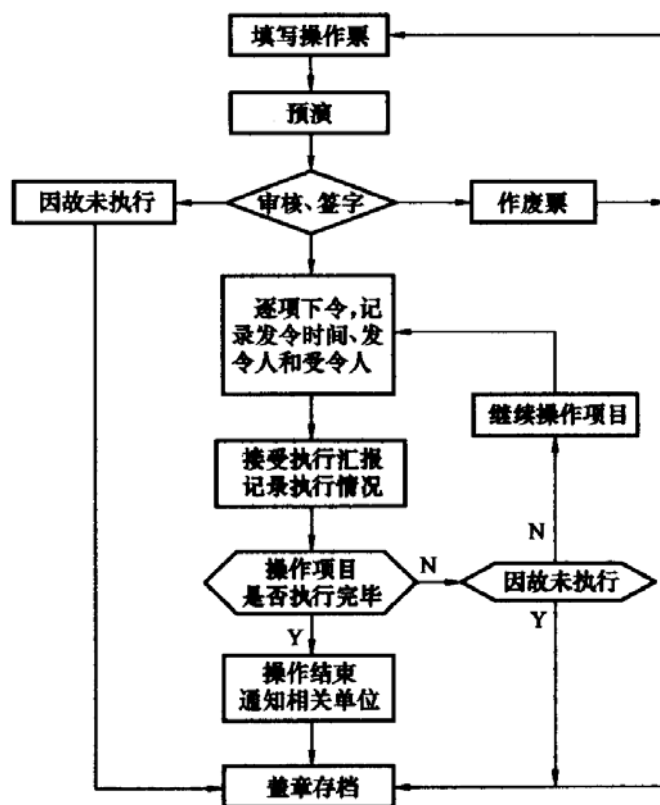 填写操作票
预演
因故未执行
审核、签字
作废票
逐项下令,记
录发令时间、发
令人和受令人
继续操作项目
接受执行汇报
记录执行情况
N
操作项目
是否执行完毕
N
因故未执行
Y
Y
操作结束
通知相关单位
盖章存档